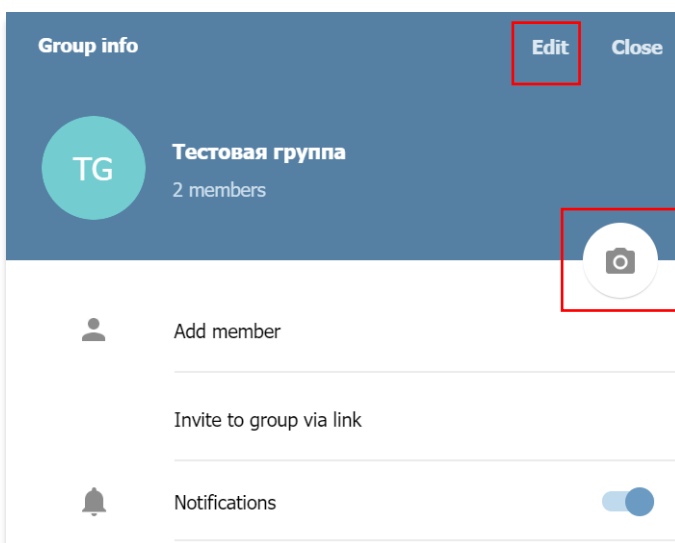 Group info Edit Close
TG
Тестовая группа
2 members
Add member
Invite to group via link
Notifications